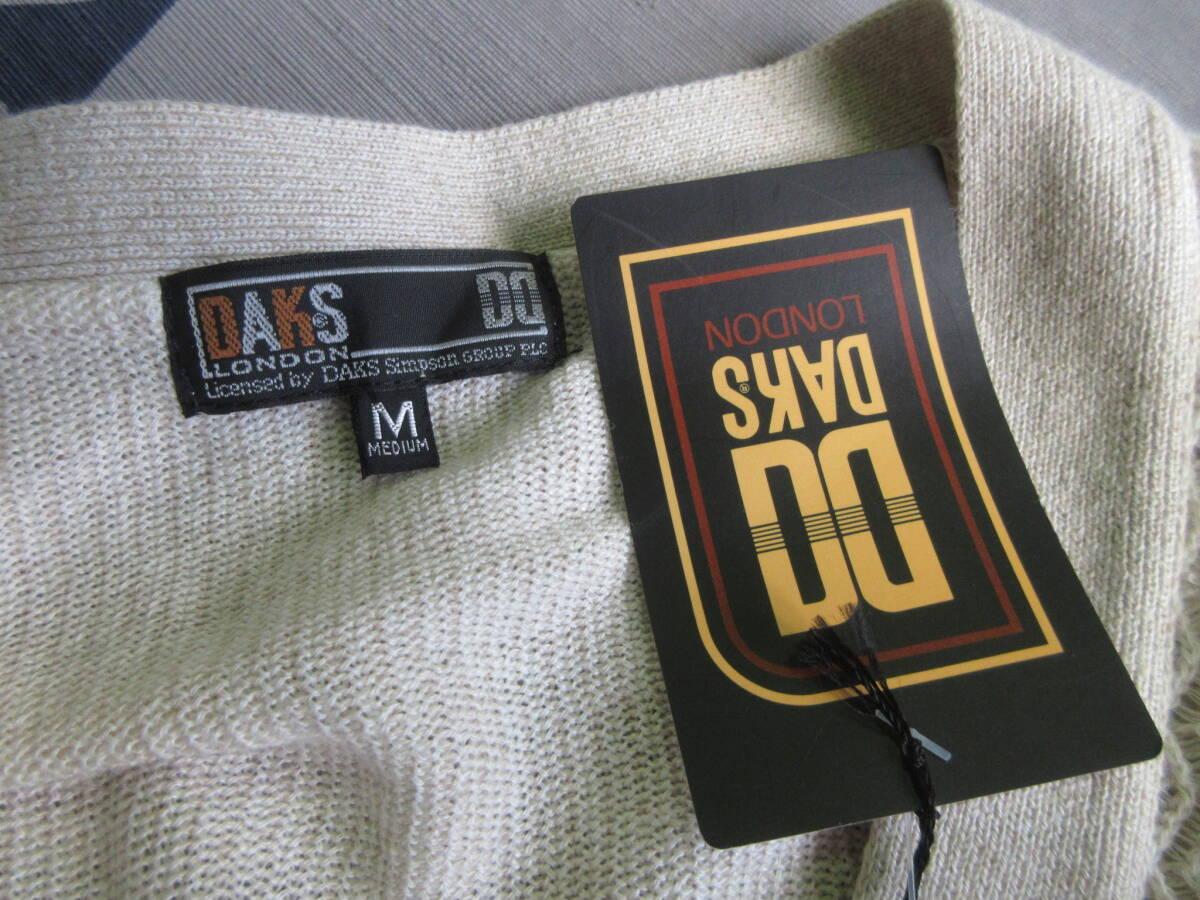 DAKS
LONDON
Licensed by DAKS Simpson GROUP PLC
DD
M
MEDIUM
LONDON
DAKS®
DD